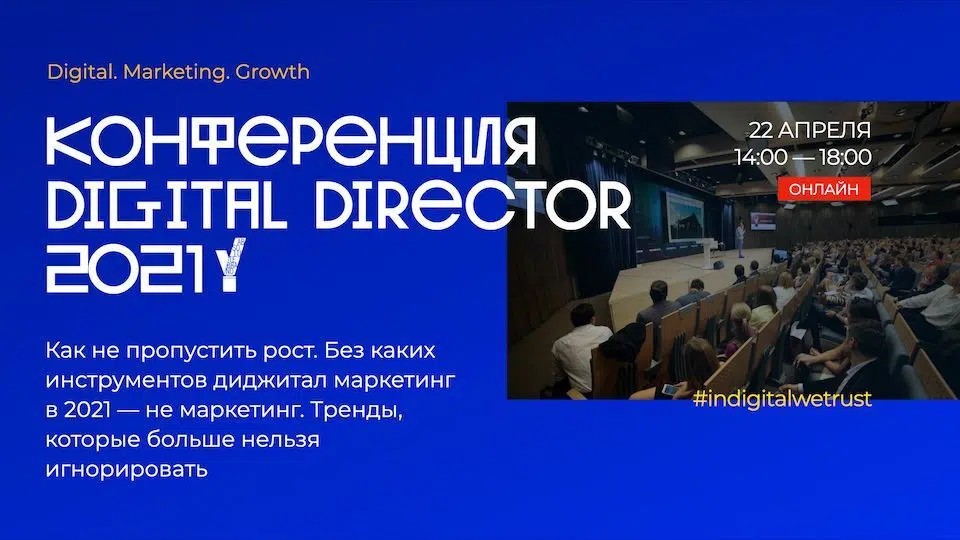 Digital. Marketing. Growth
КОНФЕРЕНЦИЯ
DIGITAL DIRECTOR
2021
22 АПРЕЛЯ
14:00 — 18:00
ОНЛАЙН
Как не пропустить рост. Без каких
инструментов диджитал маркетинг
в 2021 — не маркетинг. Тренды,
которые больше нельзя
игнорировать
#indigitalwetrust